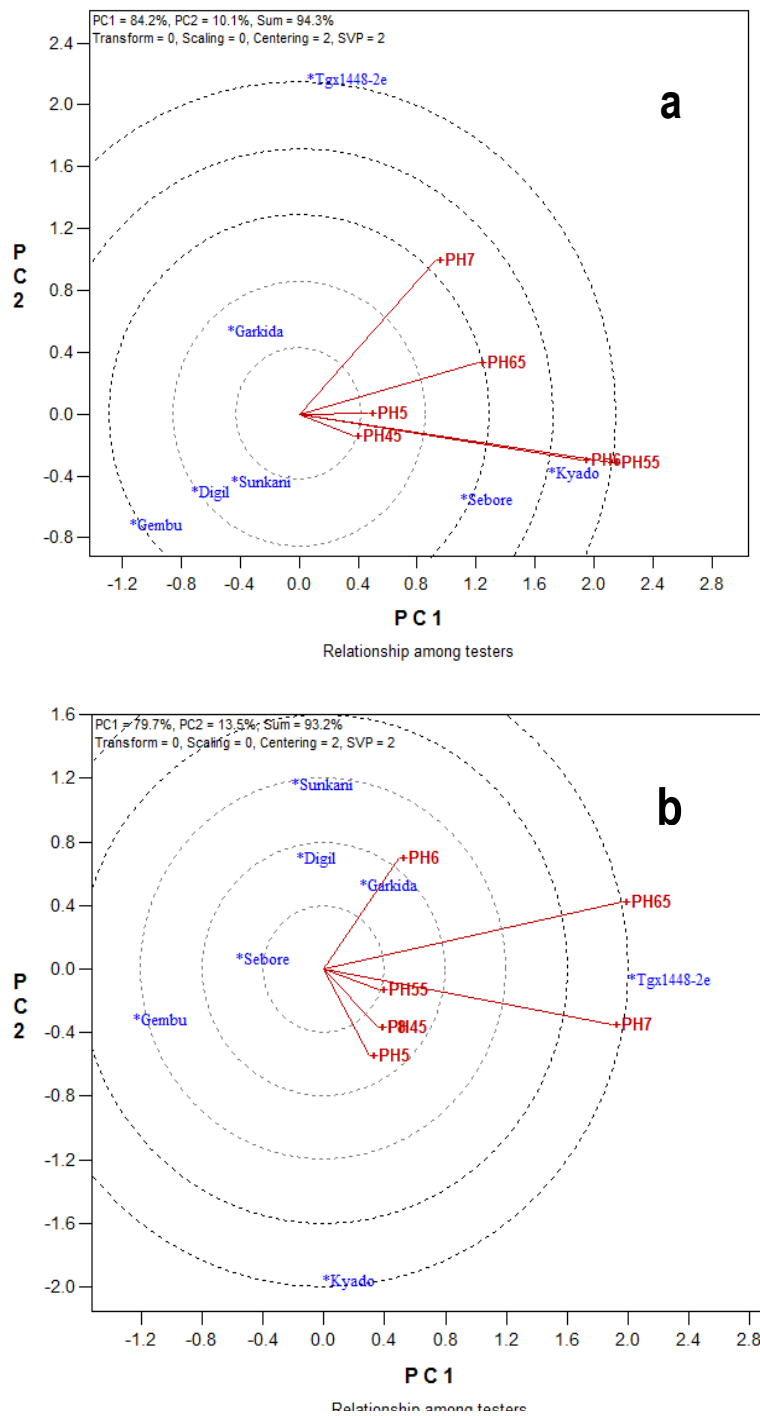 PC1 = 84.2%, PC2 = 10.1%, Sum = 94.3%
Transform = 0, Scaling = 0, Centering = 2, SVP = 2
a
2.4
2.0
1.6
1.2
0.8
0.4
0.0
-0.4
-0.8
PC2
*Tgx1448-2e
+PH7
*Garkida
+PH65
+PH5
+PH45
+PH6
+PH55
*Kyado
*Sunkani
*Digil
*Sebore
*Gembu
-1.2 -0.8 -0.4 0.0 0.4 0.8 1.2 1.6 2.0 2.4 2.8
PC1
Relationship among testers
PC1 = 79.7%, PC2 = 13.5%, Sum = 93.2%
Transform = 0, Scaling = 0, Centering = 2, SVP = 2
b
1.6
1.2
0.8
0.4
0.0
-0.4
-0.8
-1.2
-1.6
-2.0
PC2
*Sunkani
*Digil
+PH6
*Garkida
+PH65
*Sebore
*Tgx1448-2e
+PH55
*Gembu
+PH45
+PH7
+PH5
*Kyado
-1.2 -0.8 -0.4 0.0 0.4 0.8 1.2 1.6 2.0 2.4 2.8
PC1
Relationship among testers